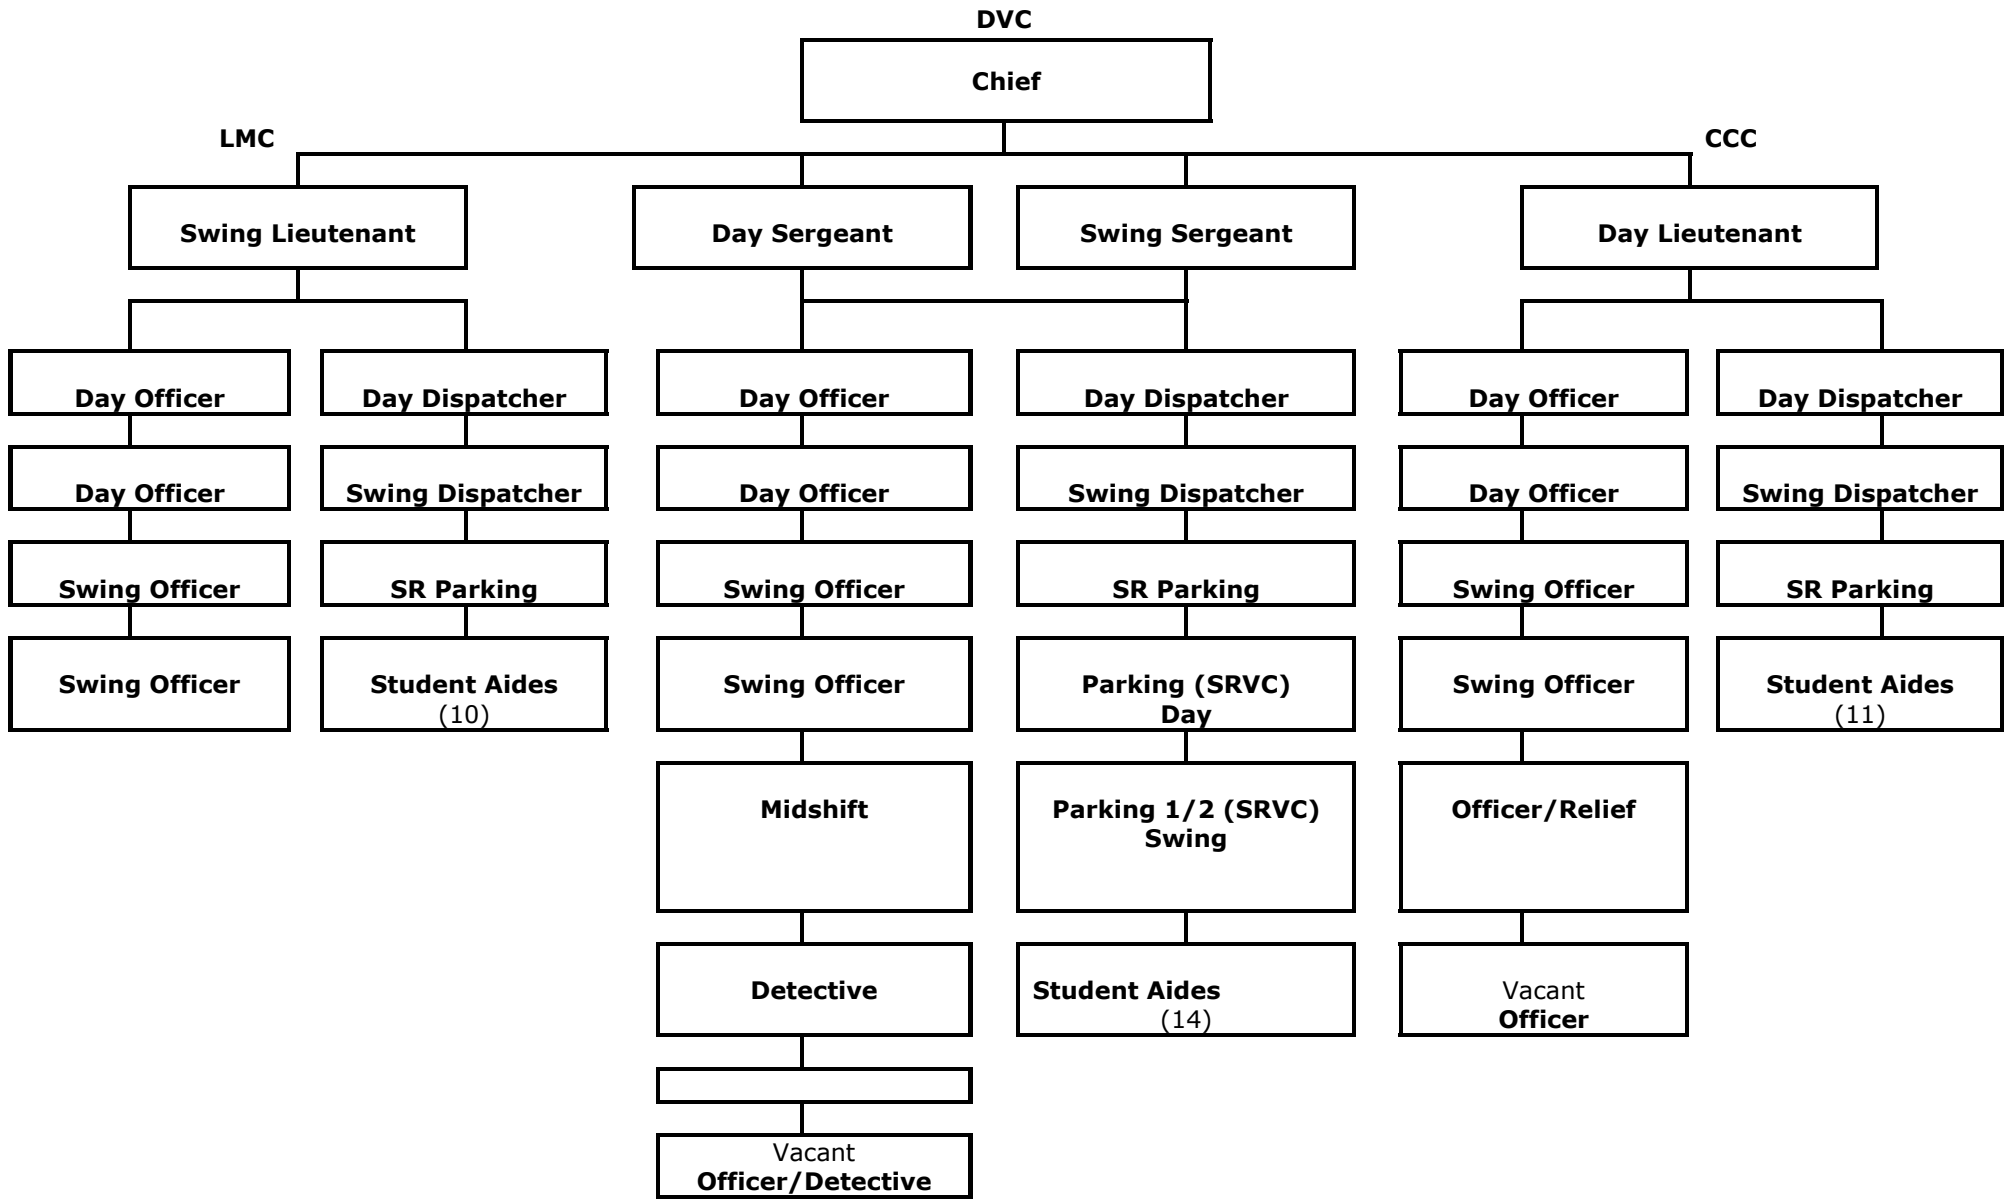 DVC
Chief
LMC
CCC
Swing Lieutenant
Day Sergeant
Swing Sergeant
Day Lieutenant
Day Officer
Day Dispatcher
Day Officer
Day Dispatcher
Day Officer
Day Dispatcher
Day Officer
Swing Dispatcher
Day Officer
Swing Dispatcher
Day Officer
Swing Dispatcher
Swing Officer
SR Parking
Swing Officer
SR Parking
Swing Officer
SR Parking
Swing Officer
Student Aides
(10)
Swing Officer
Parking (SRVC)
Day
Swing Officer
Student Aides
(11)
Midshift
Parking 1/2 (SRVC)
Swing
Officer/Relief
Detective
Student Aides
(14)
Vacant
Officer
Vacant
Officer/Detective